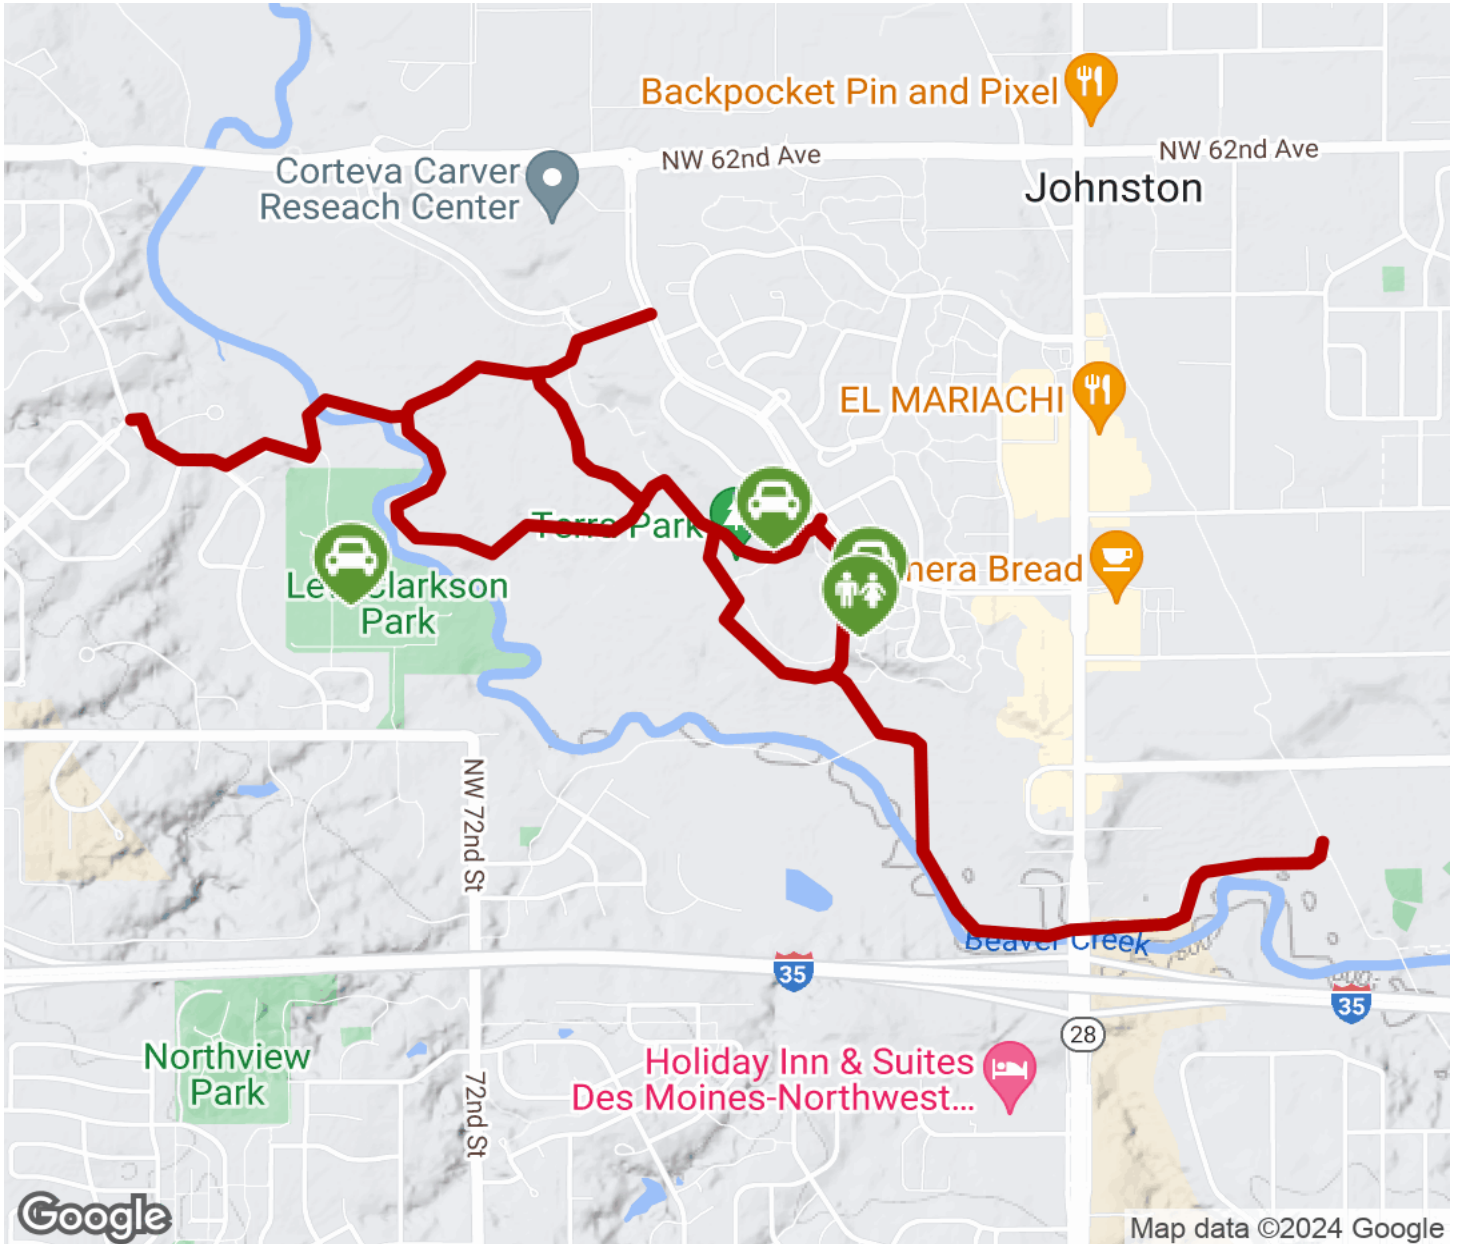 Backpocket Pin and Pixel
NW 62nd Ave
NW 62nd Ave
Corteva Carver
Reseach Center
Johnston
EL MARIACHI
Park
nera Bread
Clarkson
Park
NW 72nd St
Beaver Creek
35
35
28
Northview
Park
72nd St
Holiday Inn & Suites
Des Moines-Northwest...
Google
Map data ©2024 Google